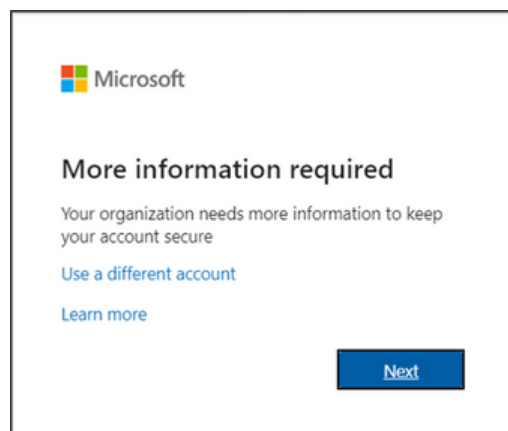 Microsoft
More information required
Your organization needs more information to keep
your account secure
Use a different account
Learn more
Next